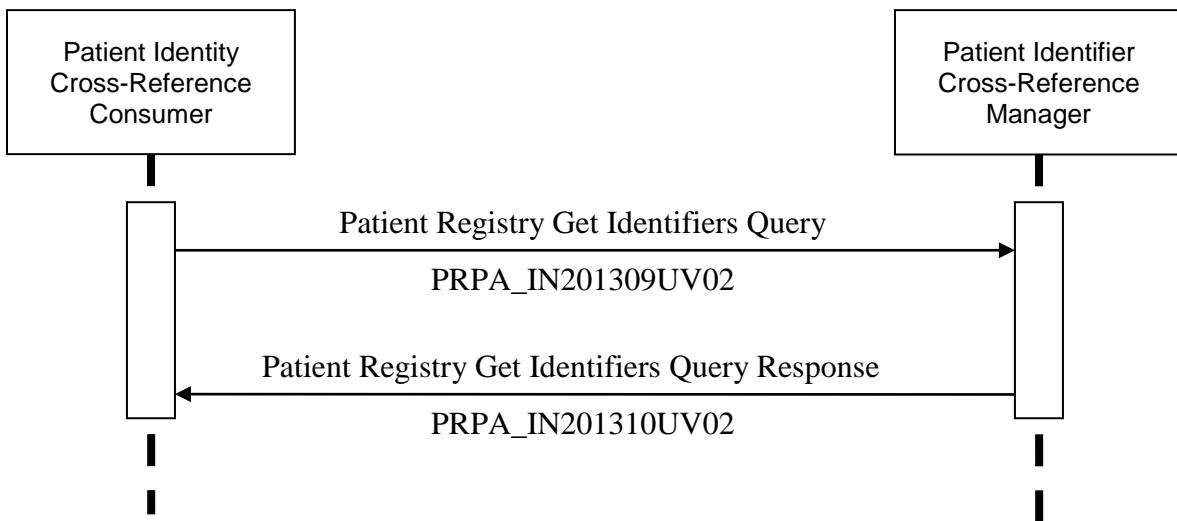 Patient Identity
Cross-Reference
Consumer
Patient Identifier
Cross-Reference
Manager
Patient Registry Get Identifiers Query
PRPA_IN201309UV02
Patient Registry Get Identifiers Query Response
PRPA_IN201310UV02